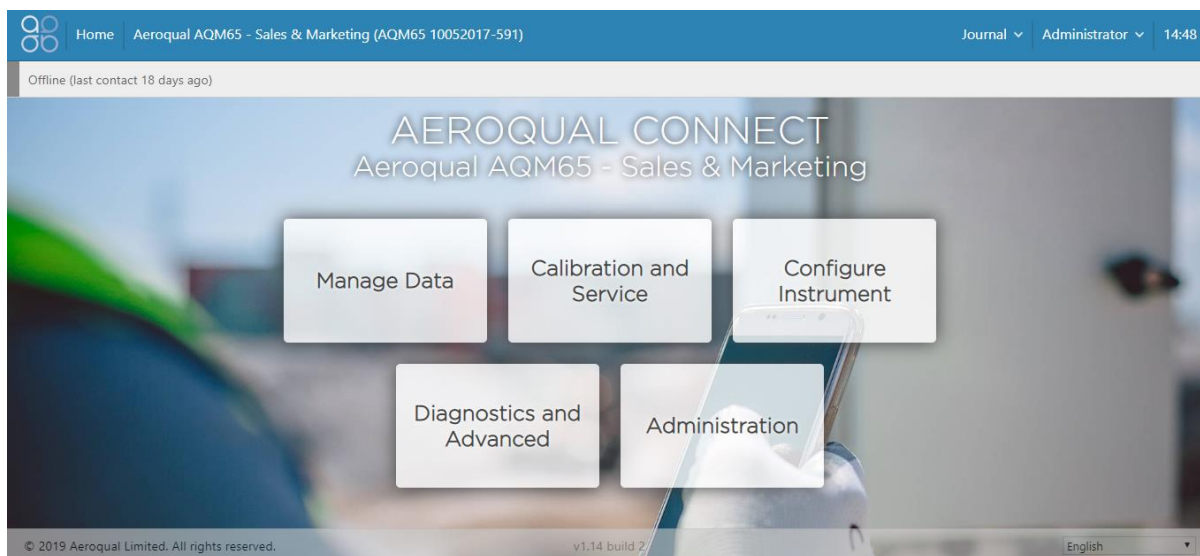 Home Aeroqual AQM65 - Sales & Marketing (AQM65 10052017-591) Journal Administrator 14:48
Offline (last contact 18 days ago)
AEROQUAL CONNECT
Aeroqual AQM65 - Sales & Marketing
Manage Data
Calibration and
Service
Configure
Instrument
Diagnostics and
Advanced
Administration
© 2019 Aeroqual Limited. All rights reserved. v1.14 build 2 English